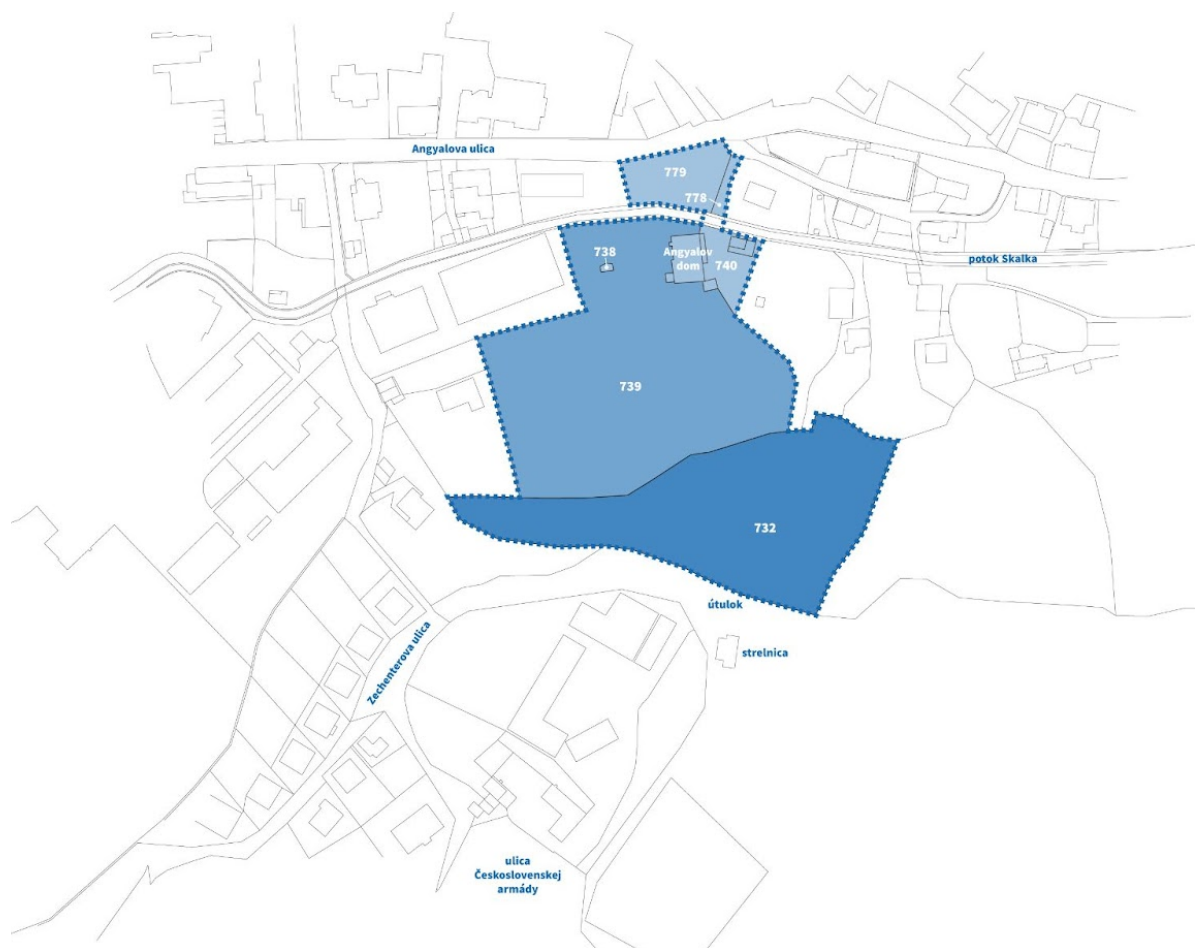 Angyalova ulica
779
778
738
Angyalov
dom
740
potok Skalka
739
732
útulok
strelnica
Zechenterova ulica
ulica
Československej
armády